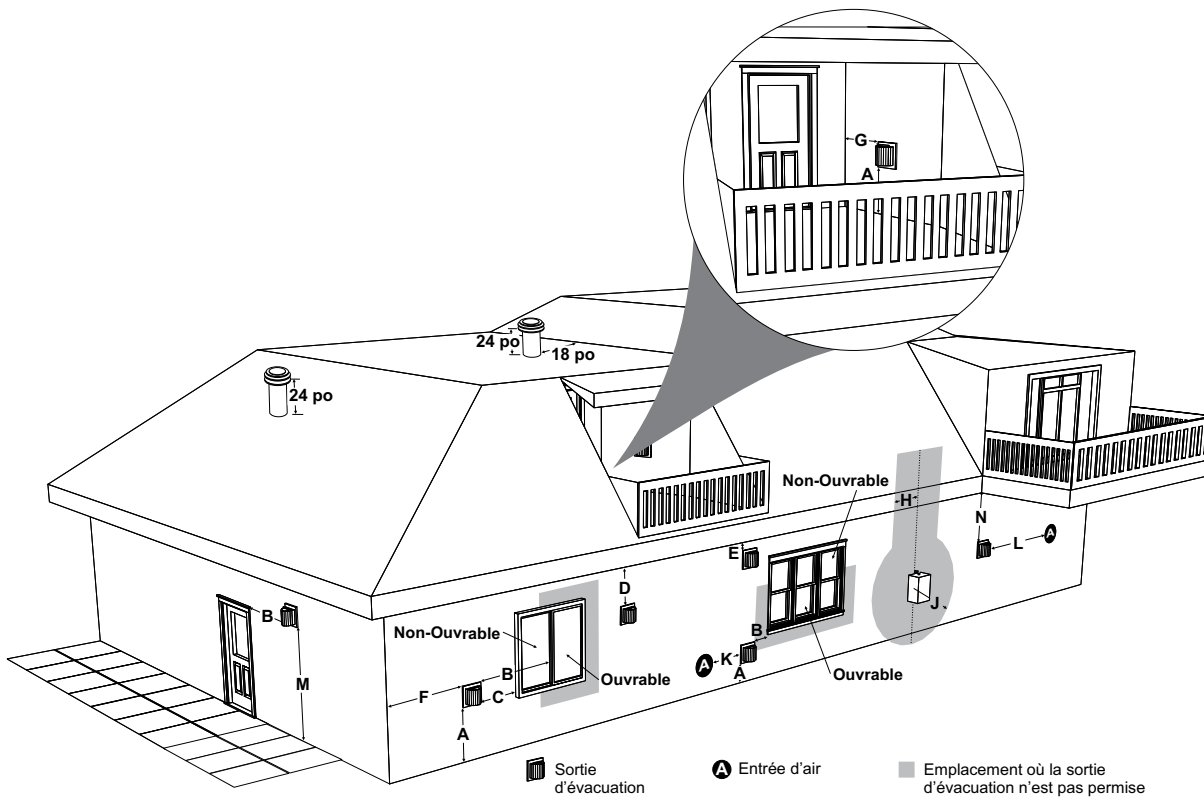 G
A
24 po
18 po
24 po
Non-Ouvrable
H
N
L
A
E
D
B
J
Non-Ouvrable
B
K
A
B
Ouvrable
Ouvrable
M
F
C
A
A
Sortie
d'évacuation
A Entrée d'air
Emplacement où la sortie
d'évacuation n'est pas permise